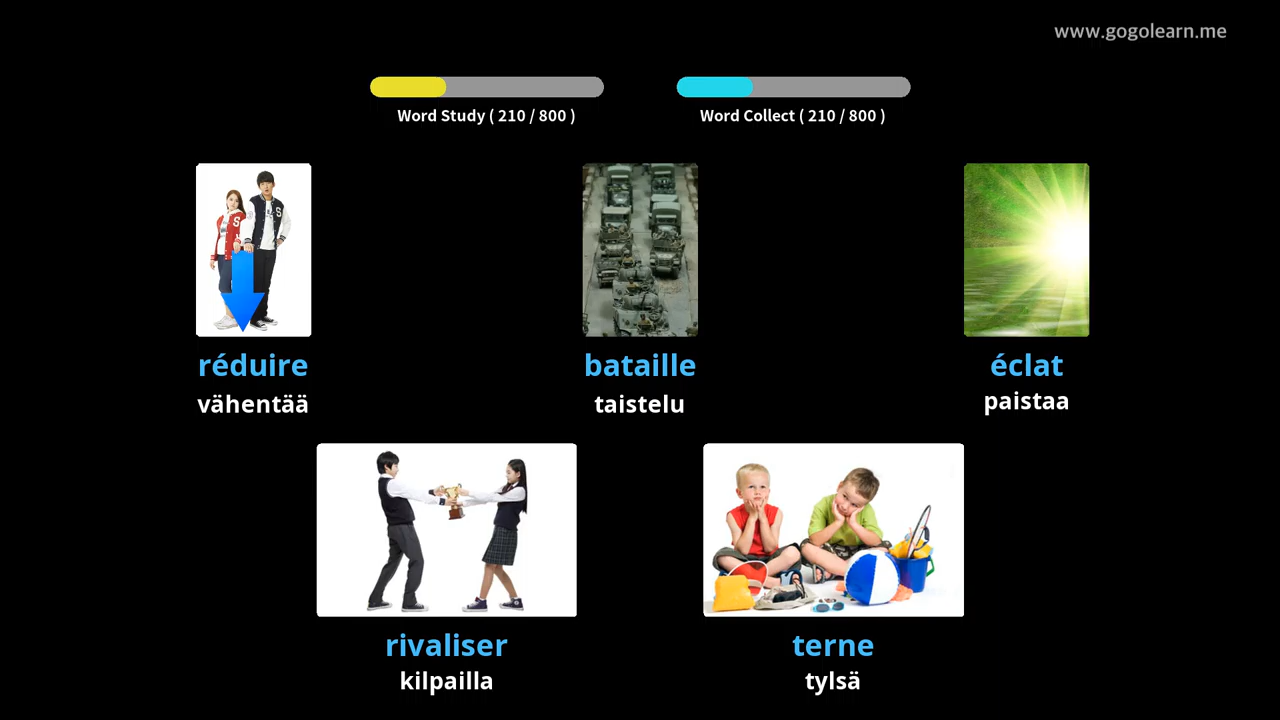 www.gogolearn.me
Word Study ( 210 / 800 )
Word Collect ( 210 / 800 )
réduire
vähentää
bataille
taistelu
éclat
paistaa
rivaliser
kilpailla
terne
tylsä